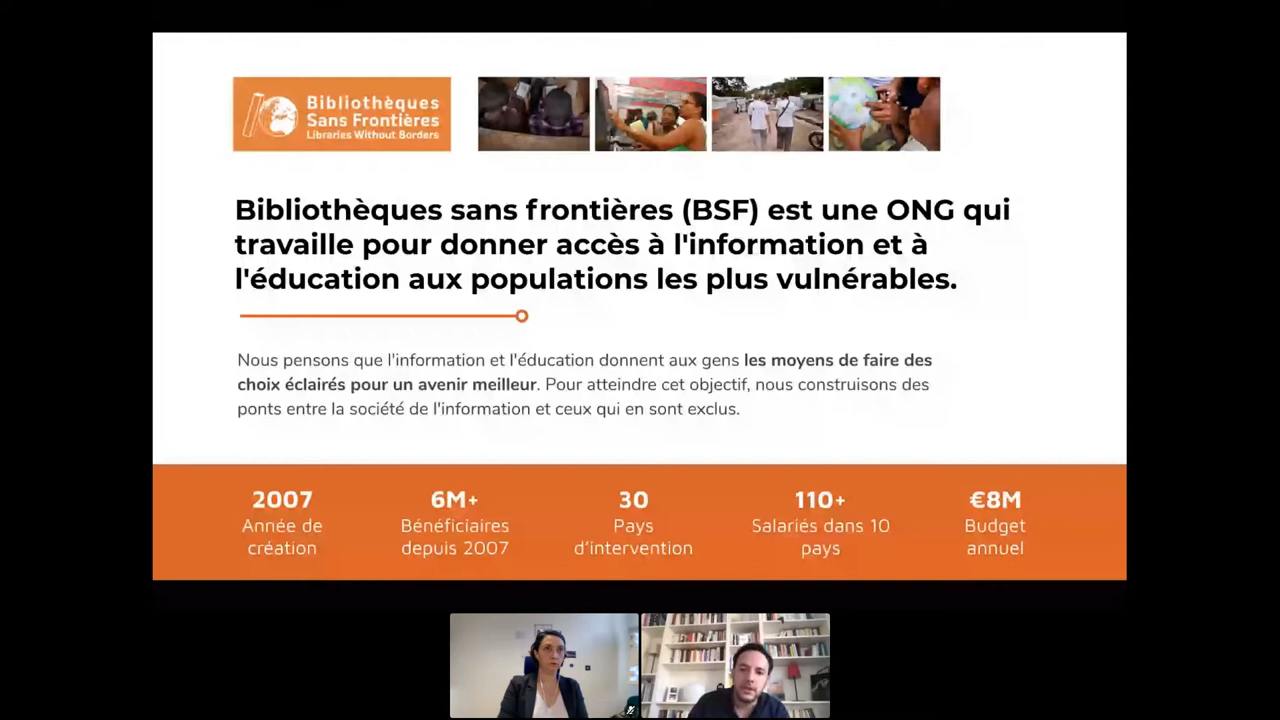 Bibliothèques
Sans Frontières
Libraries Without Borders
Bibliothèques sans frontières (BSF) est une ONG qui
travaille pour donner accès à l'information et à
l'éducation aux populations les plus vulnérables.
Nous pensons que l'information et l'éducation donnent aux gens les moyens de faire des
choix éclairés pour un avenir meilleur. Pour atteindre cet objectif, nous construisons des
ponts entre la société de l'information et ceux qui en sont exclus.
2007
Année de
création
6M+
Bénéficiaires
depuis 2007
30
Pays
d'intervention
110+
Salariés dans 10
pays
€8M
Budget
annuel